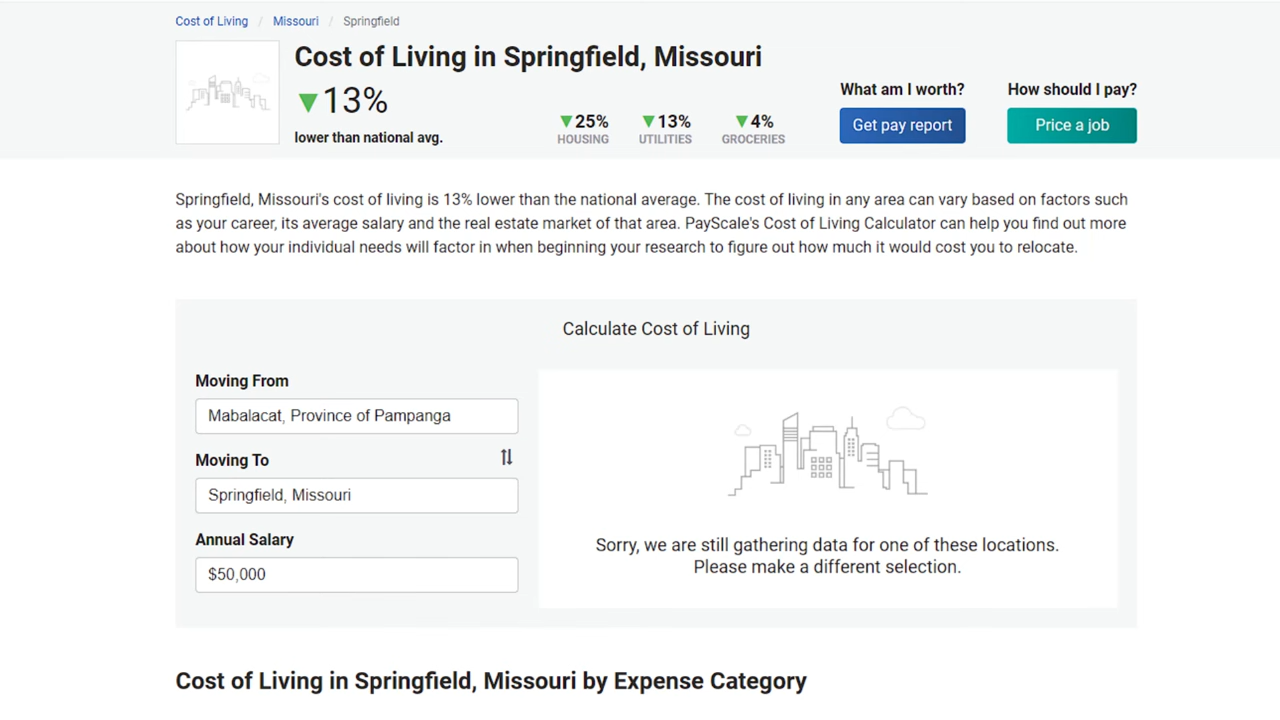 Cost of Living / Missouri / Springfield
Cost of Living in Springfield, Missouri
13%
lower than national avg.
25%
HOUSING
13%
UTILITIES
4%
GROCERIES
What am I worth?
Get pay report
How should I pay?
Price a job
Springfield, Missouri's cost of living is 13% lower than the national average. The cost of living in any area can vary based on factors such
as your career, its average salary and the real estate market of that area. PayScale's Cost of Living Calculator can help you find out more
about how your individual needs will factor in when beginning your research to figure out how much it would cost you to relocate.
Calculate Cost of Living
Moving From
Mabalacat, Province of Pampanga
Moving To
Springfield, Missouri
Annual Salary
$50,000
Sorry, we are still gathering data for one of these locations.
Please make a different selection.
Cost of Living in Springfield, Missouri by Expense Category